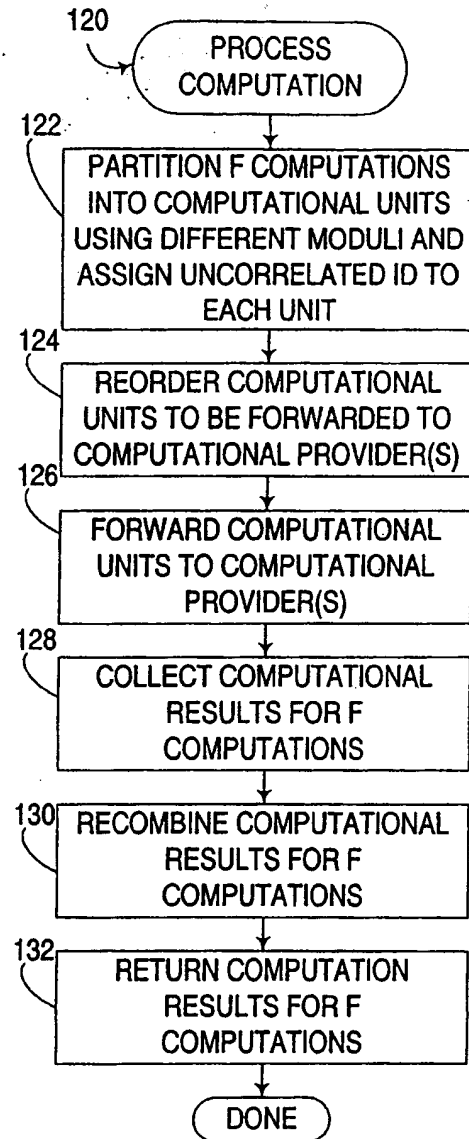 120
PROCESS
COMPUTATION
122
PARTITION F COMPUTATIONS
INTO COMPUTATIONAL UNITS
USING DIFFERENT MODULI AND
ASSIGN UNCORRELATED ID TO
EACH UNIT
124
REORDER COMPUTATIONAL
UNITS TO BE FORWARDED TO
COMPUTATIONAL PROVIDER(S)
126
FORWARD COMPUTATIONAL
UNITS TO COMPUTATIONAL
PROVIDER(S)
128
COLLECT COMPUTATIONAL
RESULTS FOR F
COMPUTATIONS
130
RECOMBINE COMPUTATIONAL
RESULTS FOR F
COMPUTATIONS
132
RETURN COMPUTATION
RESULTS FOR F
COMPUTATIONS
DONE